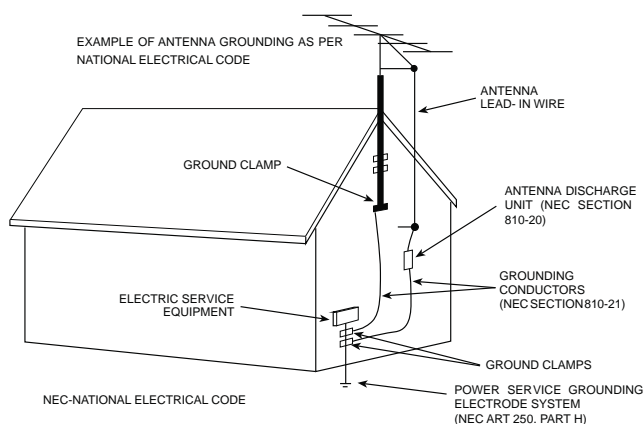 EXAMPLE OF ANTENNA GROUNDING AS PER
NATIONAL ELECTRICAL CODE
ANTENNA
LEAD- IN WIRE
GROUND
CLAMP
ANTENNA DISCHARGE
UNIT (NEC SECTION
810-20)
GROUNDING
CONDUCTORS
(NEC SECTION 810-21)
ELECTRIC SERVICE
EQUIPMENT
GROUND CLAMPS
POWER SERVICE GROUNDING
ELECTRODE SYSTEM
(NEC ART 250. PART H)
NEC-NATIONAL ELECTRICAL CODE